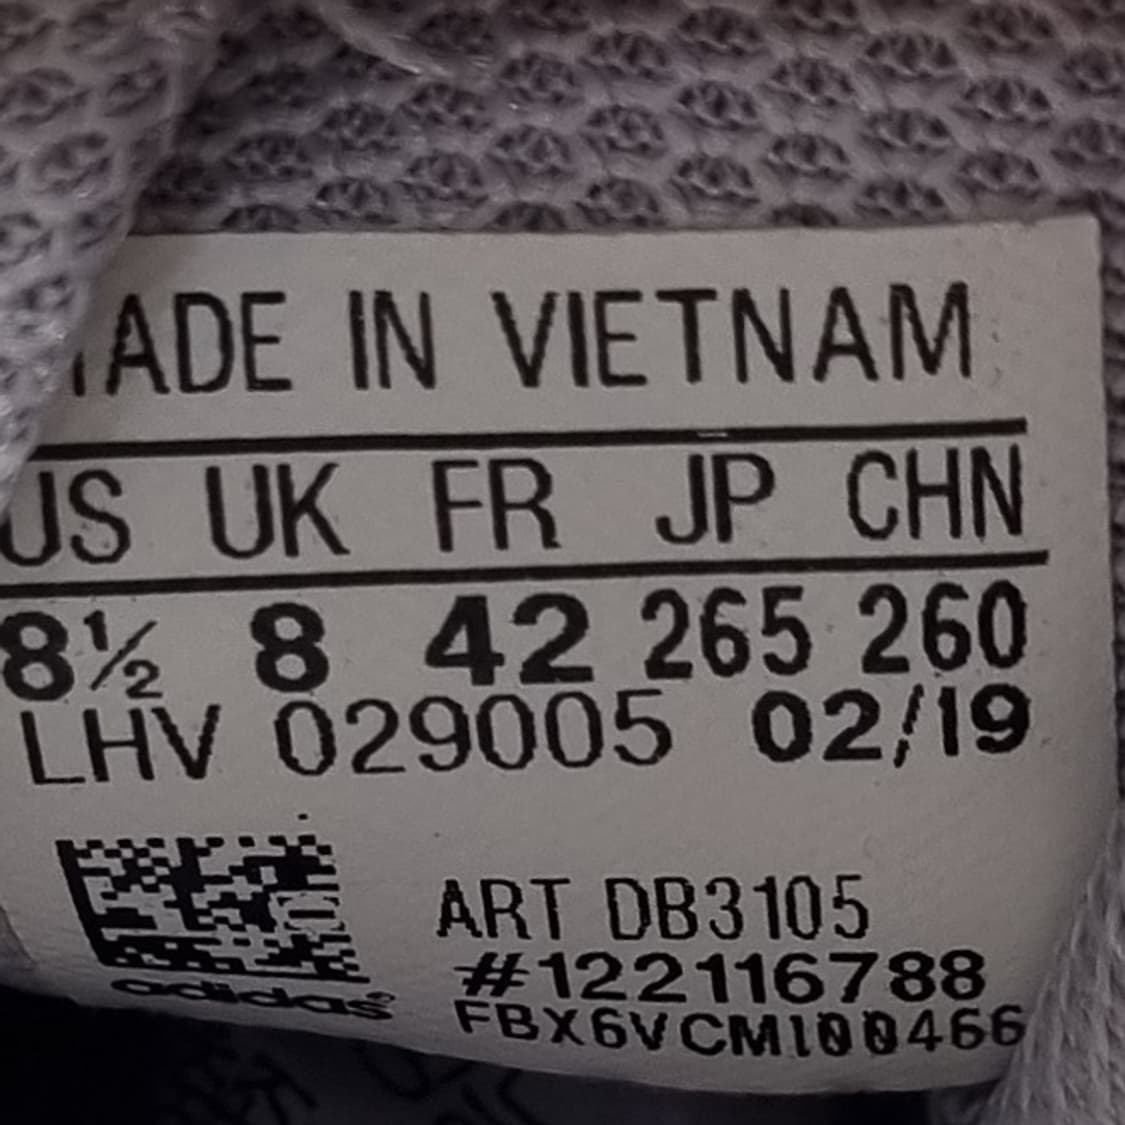 MADE IN VIETNAM
US UK FR JP CHN
8½ 8 42 265 260
LHV 029005 02/19
ART DB3105
#122116788
FBX6VCM100466
adidas